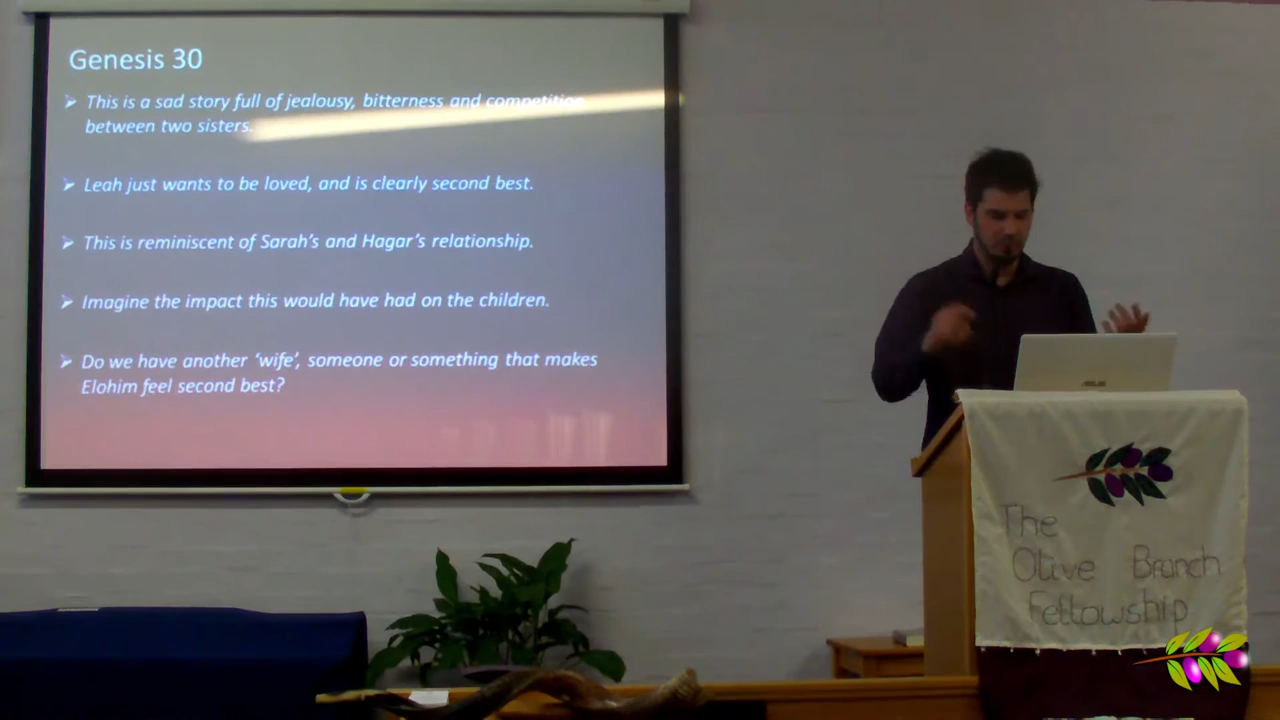 Genesis 30
➢ This is a sad story full of jealousy, bitterness and competition
between two sisters.
➢ Leah just wants to be loved, and is clearly second best.
➢ This is reminiscent of Sarah's and Hagar's relationship.
➢ Imagine the impact this would have had on the children.
➢ Do we have another 'wife', someone or something that makes
Elohim feel second best?
ASUS
The
Olive Branch
Fellowship